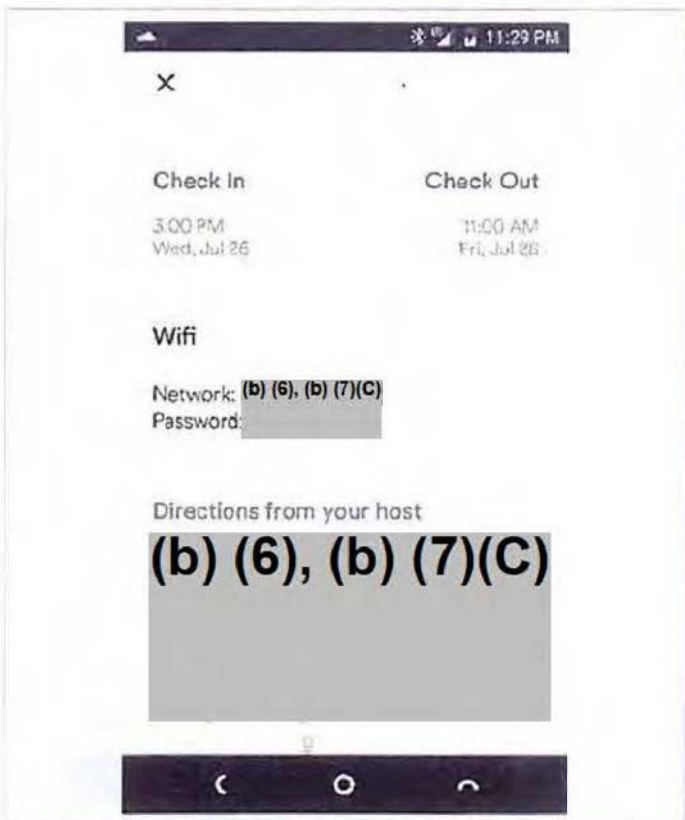 11:29 PM
Check In Check Out
3:00 PM 11:00 AM
Wed, Jul 26 Fri, Jul 28
Wifi
Network: (b) (6), (b) (7)(C)
Password:
Directions from your host
(b) (6), (b) (7)(C)